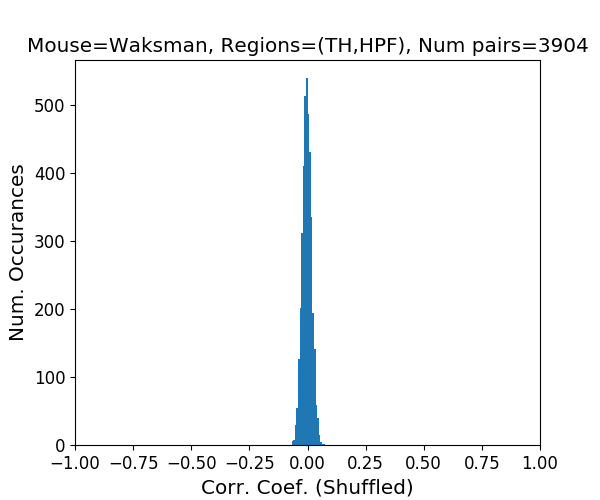 Mouse=Waksman, Regions=(TH,HPF), Num pairs=3904
Num. Occurances
500
400
300
200
100
0
−1.00 −0.75 −0.50 −0.25 0.00 0.25 0.50 0.75 1.00
Corr. Coef. (Shuffled)